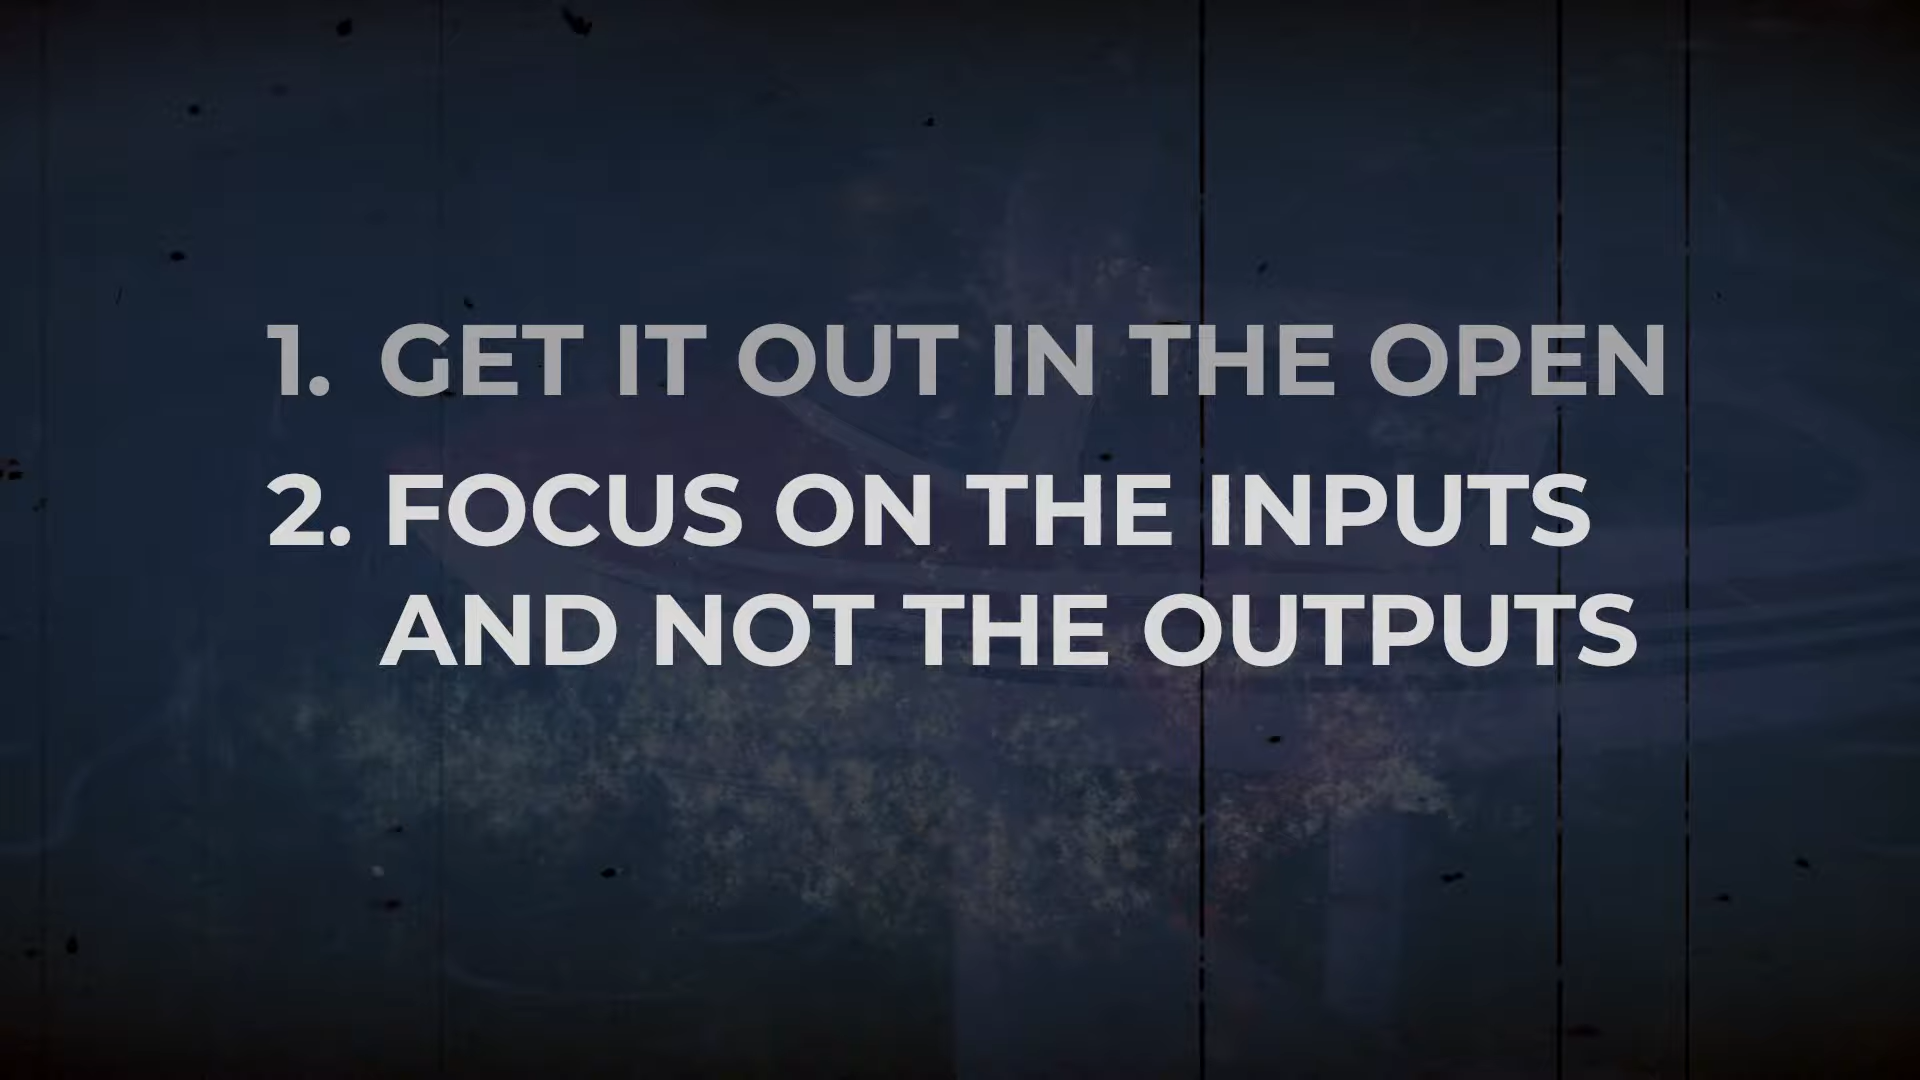 1. GET IT OUT IN THE OPEN
2. FOCUS ON THE INPUTS
AND NOT THE OUTPUTS